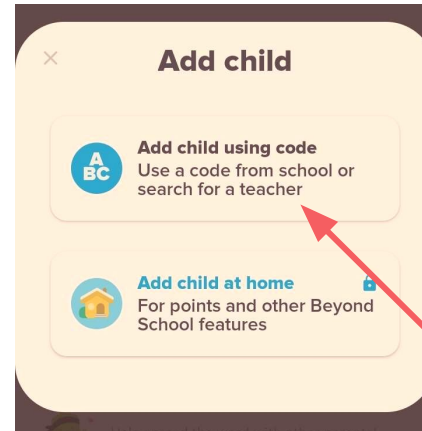 Add child
A
BC
Add child using code
Use a code from school or
search for a teacher
Add child at home
For points and other Beyond
School features